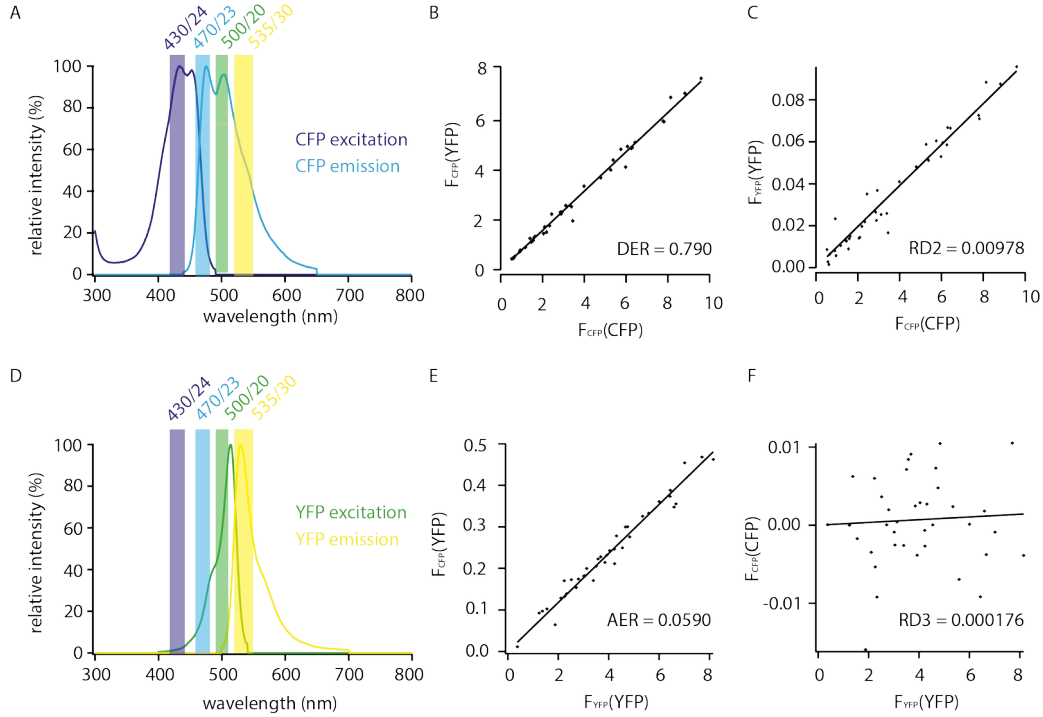 A
430/24
470/23
500/20
535/30
100
80
60
40
20
0
relative intensity (%)
CFP excitation
CFP emission
300 400 500 600 700 800
wavelength (nm)
B
8
6
4
2
0
FCFP(YFP)
DER = 0.790
0 2 4 6 8 10
FCFP(CFP)
C
0.08
0.06
0.04
0.02
0.00
FYFP(YFP)
RD2 = 0.00978
0 2 4 6 8 10
FCFP(CFP)
D
430/24
470/23
500/20
535/30
100
80
60
40
20
0
relative intensity (%)
YFP excitation
YFP emission
300 400 500 600 700 800
wavelength (nm)
E
0.5
0.4
0.3
0.2
0.1
0.0
FCFP(YFP)
AER = 0.0590
0 2 4 6 8
FYFP(YFP)
F
0.01
0.00
-0.01
FCFP(CFP)
RD3 = 0.000176
0 2 4 6 8
FYFP(YFP)